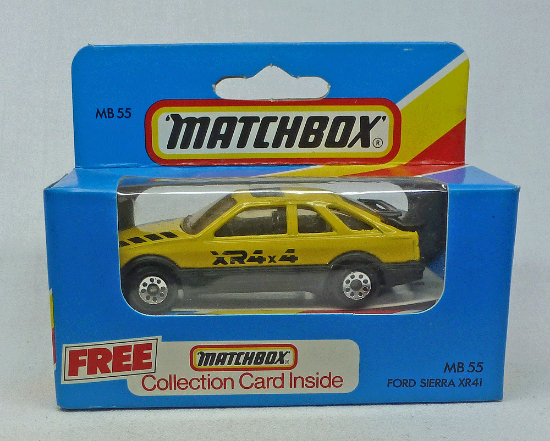 MB 55
"MATCHBOX"®
XR4x4
FREE
"MATCHBOX"®
Collection Card Inside
MB 55
FORD SIERRA XR4I